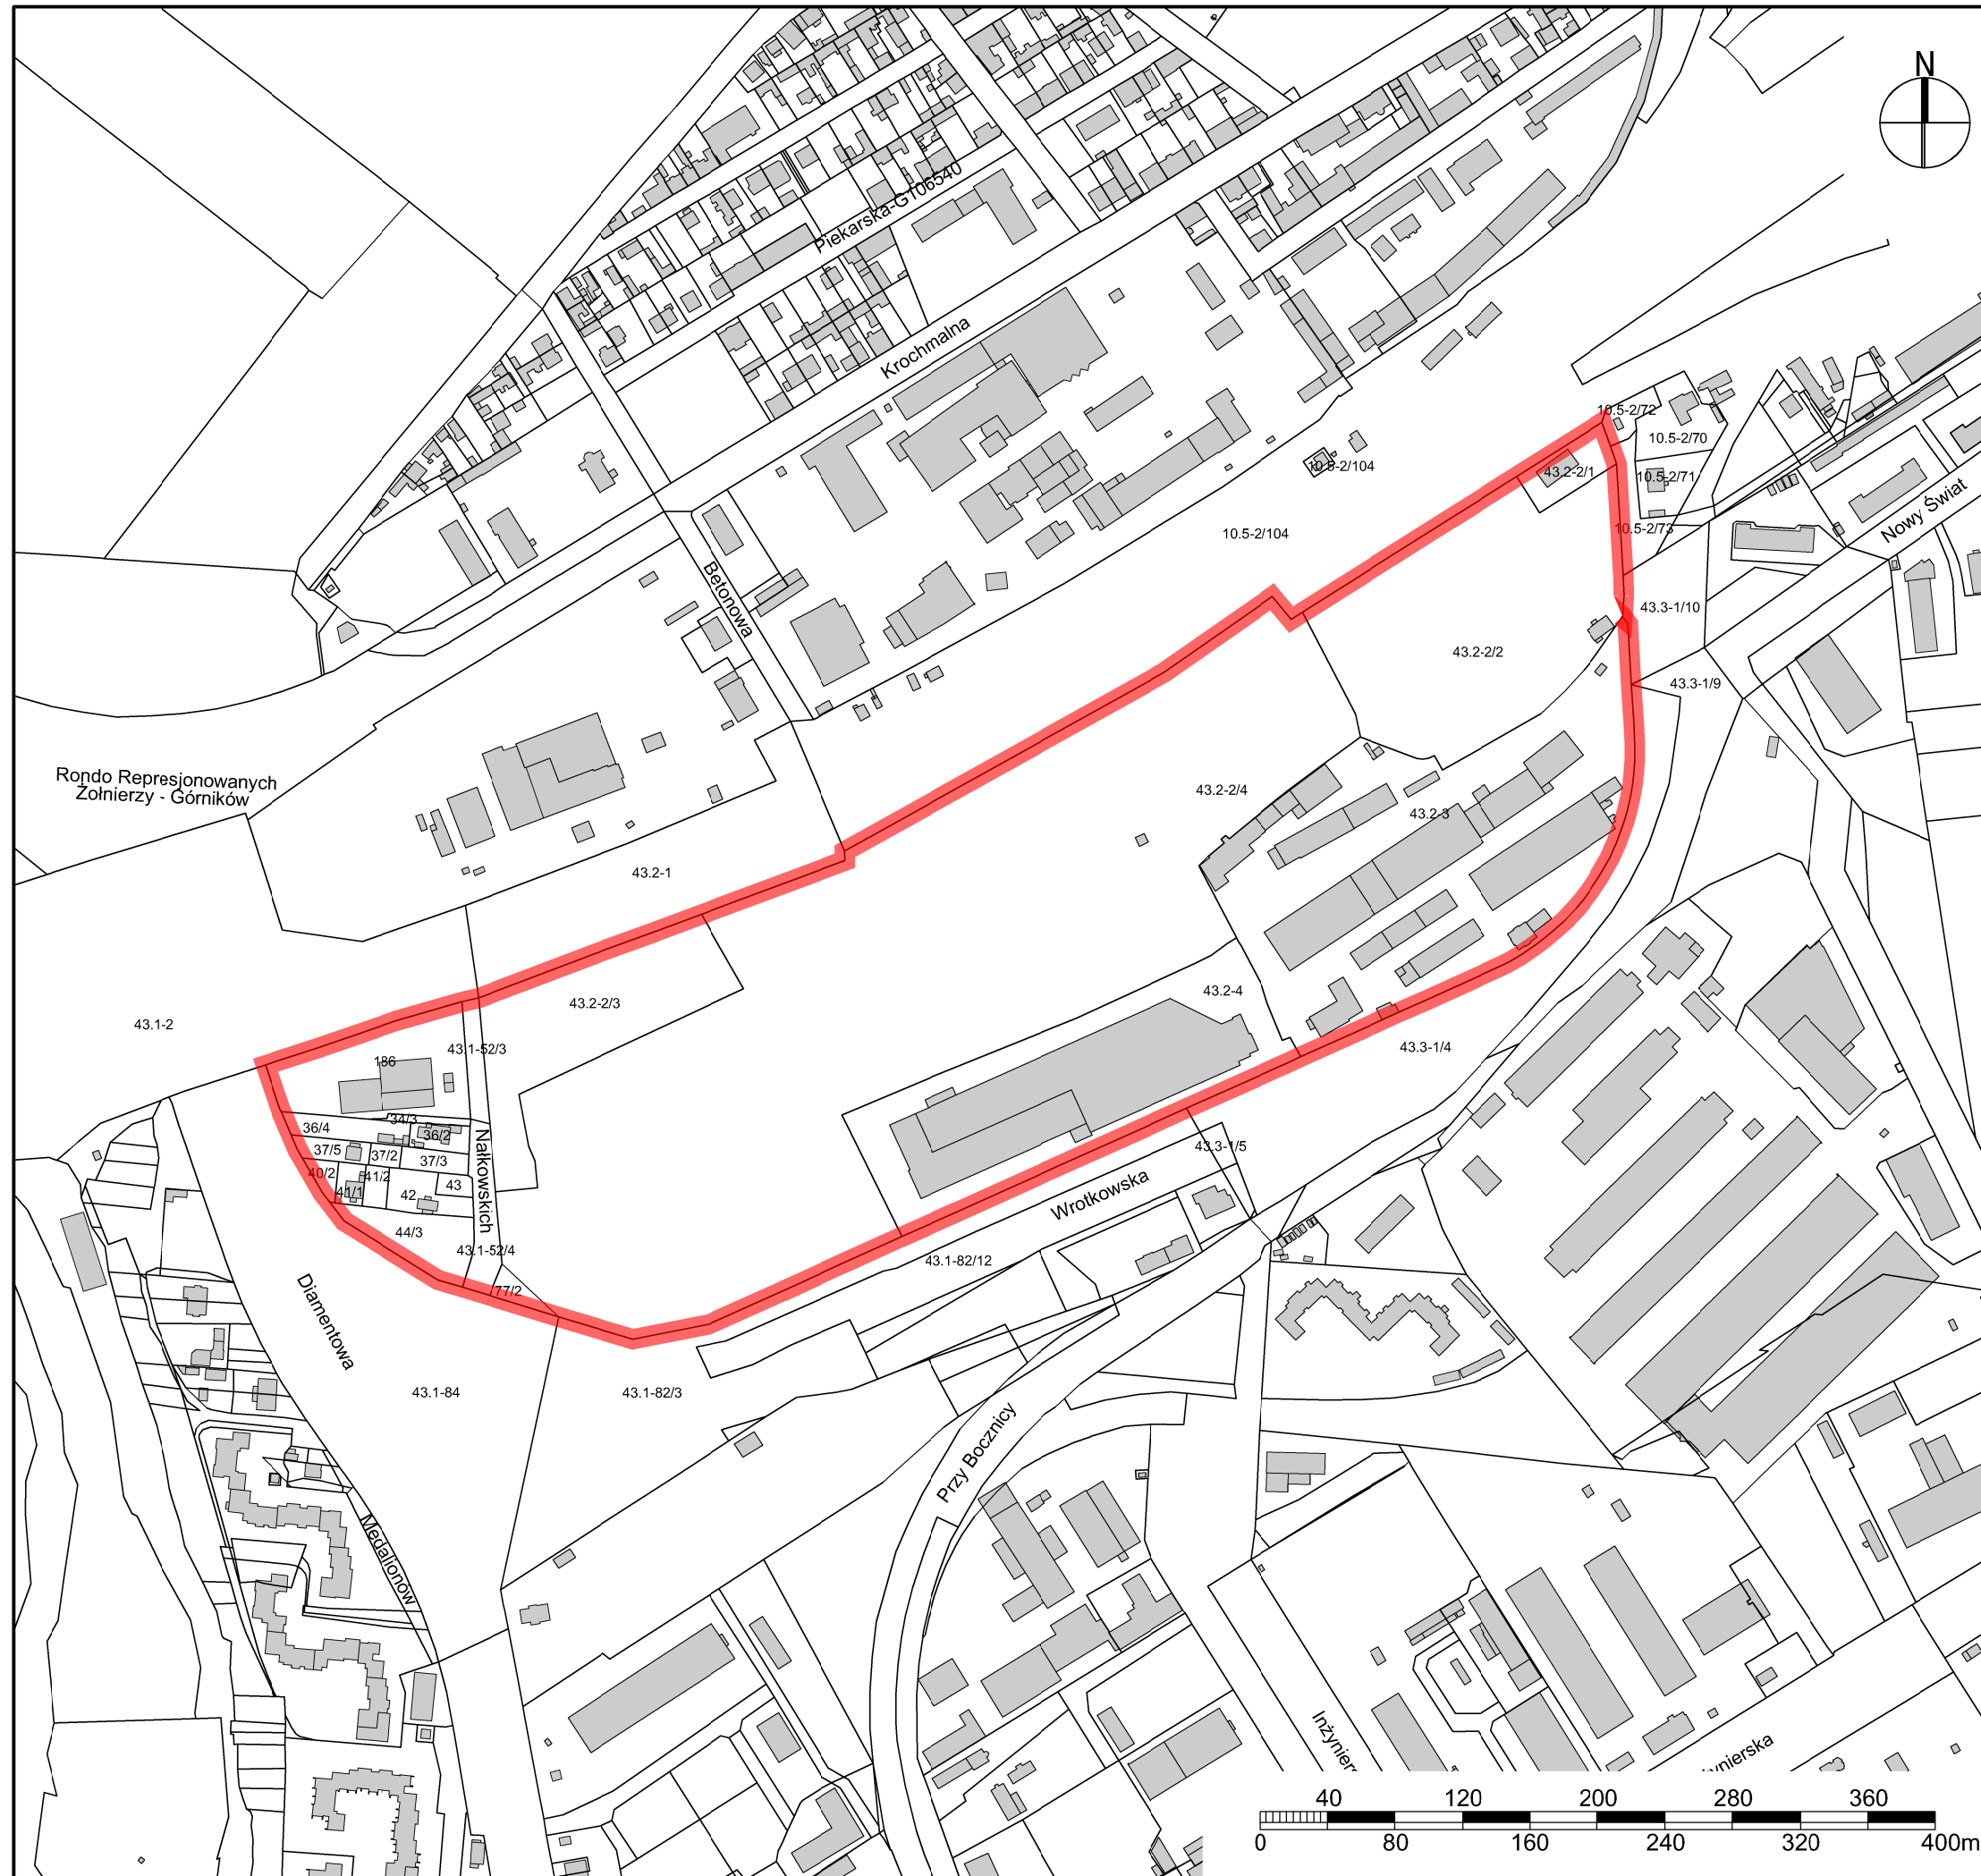 N
Piekarska-G106540
Krochmalna
10.5-2/72
10.5-2/70
10.5-2/104
43.2-2/1
10.5-2/71
Nowy Świat
10.5-2/73
10.5-2/104
Betonowa
43.3-1/10
43.2-2/2
43.3-1/9
Rondo Represjonowanych
Żołnierzy - Górników
43.2-2/4
43.2-3
43.2-1
43.2-4
43.2-2/3
43.1-2
43.1-52/3
43.3-1/4
186
34/3
36/4
36/2
37/5
37/2
37/3
43.3-1/5
40/2
41/2
41/1
42
43
Nałkowskich
Wrotkowska
44/3
43.1-52/4
43.1-82/12
77/2
Diamentowa
43.1-84
43.1-82/3
Przy Bocznicy
Medalionów
Inżynier
ynierska
40 120 200 280 360
0 80 160 240 320 400m